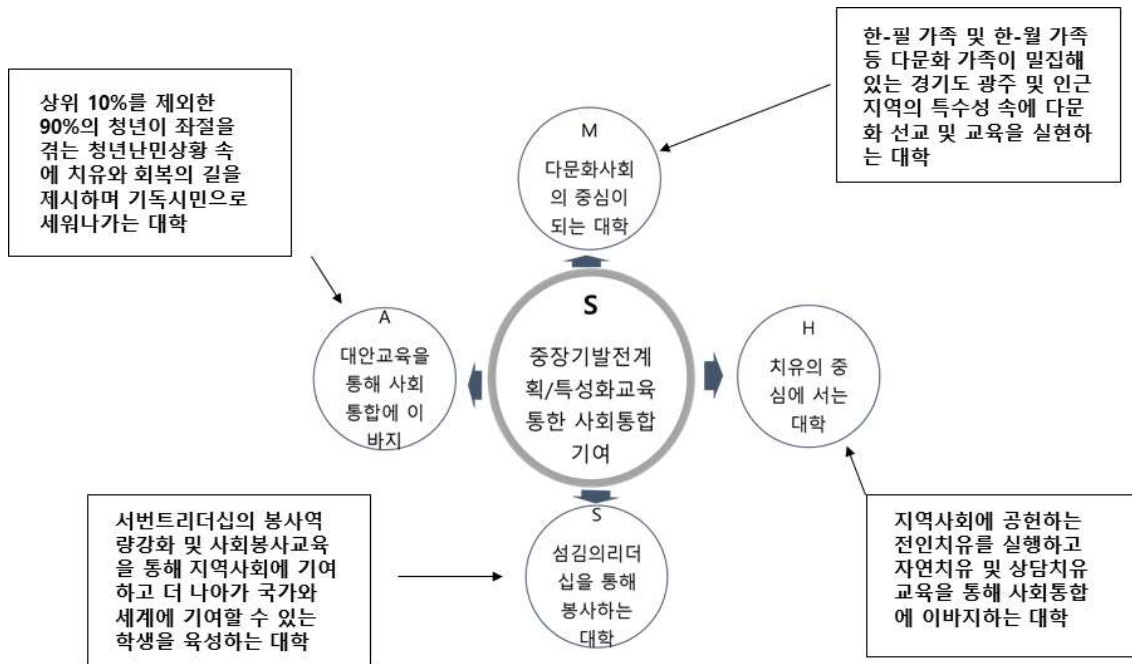 한-필 가족 및 한-월 가족
등 다문화 가족이 밀집해
있는 경기도 광주 및 인근
지역의 특수성 속에 다문
화 선교 및 교육을 실현하
는 대학
상위 10%를 제외한
90%의 청년이 좌절을
겪는 청년난민상황 속
에 치유와 회복의 길을
제시하며 기독시민으로
세워나가는 대학
M
다문화사회
의 중심이
되는 대학
S
중장기발전계
획/특성화교육
통한 사회통합
기여
A
대안교육을
통해 사회
통합에 이
바지
H
치유의 중
심에 서는
대학
서번트리더십의 봉사역
량강화 및 사회봉사교육
을 통해 지역사회에 기여
하고 더 나아가 국가와
세계에 기여할 수 있는
학생을 육성하는 대학
S
섬김의리더
십을 통해
봉사하는
대학
지역사회에 공헌하는
전인치유를 실행하고
자연치유 및 상담치유
교육을 통해 사회통합
에 이바지하는 대학